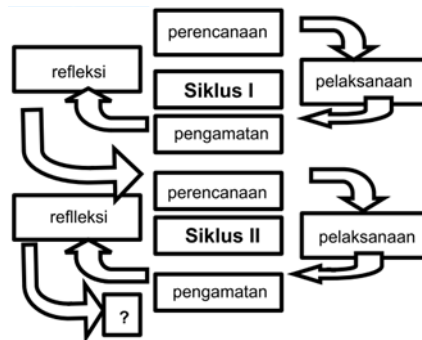 perencanaan
refleksi
pelaksanaan
Siklus I
pengamatan
perencanaan
reflleksi
Siklus II
pelaksanaan
pengamatan
?